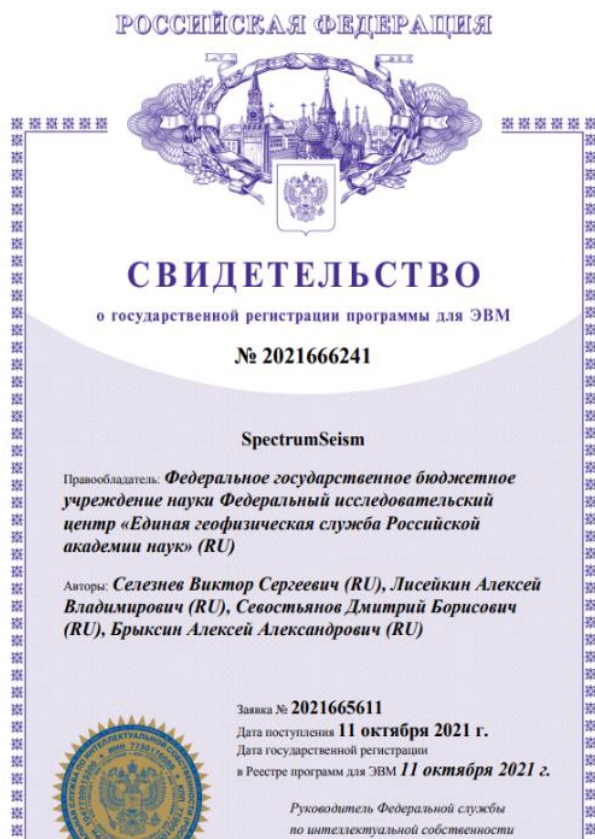 РОССИЙСКАЯ ФЕДЕРАЦИЯ
СВИДЕТЕЛЬСТВО
о государственной регистрации программы для ЭВМ
№ 2021666241
SpectrumSeism
Правообладатель: Федеральное государственное бюджетное
учреждение науки Федеральный исследовательский
центр «Единая геофизическая служба Российской
академии наук» (RU)
Авторы: Селезнев Виктор Сергеевич (RU), Лисейкин Алексей
Владимирович (RU), Севостьянов Дмитрий Борисович
(RU), Брыксин Алексей Александрович (RU)
Заявка № 2021665611
Дата поступления 11 октября 2021 г.
Дата государственной регистрации
в Реестре программ для ЭВМ 11 октября 2021 г.
Руководитель Федеральной службы
по интеллектуальной собственности